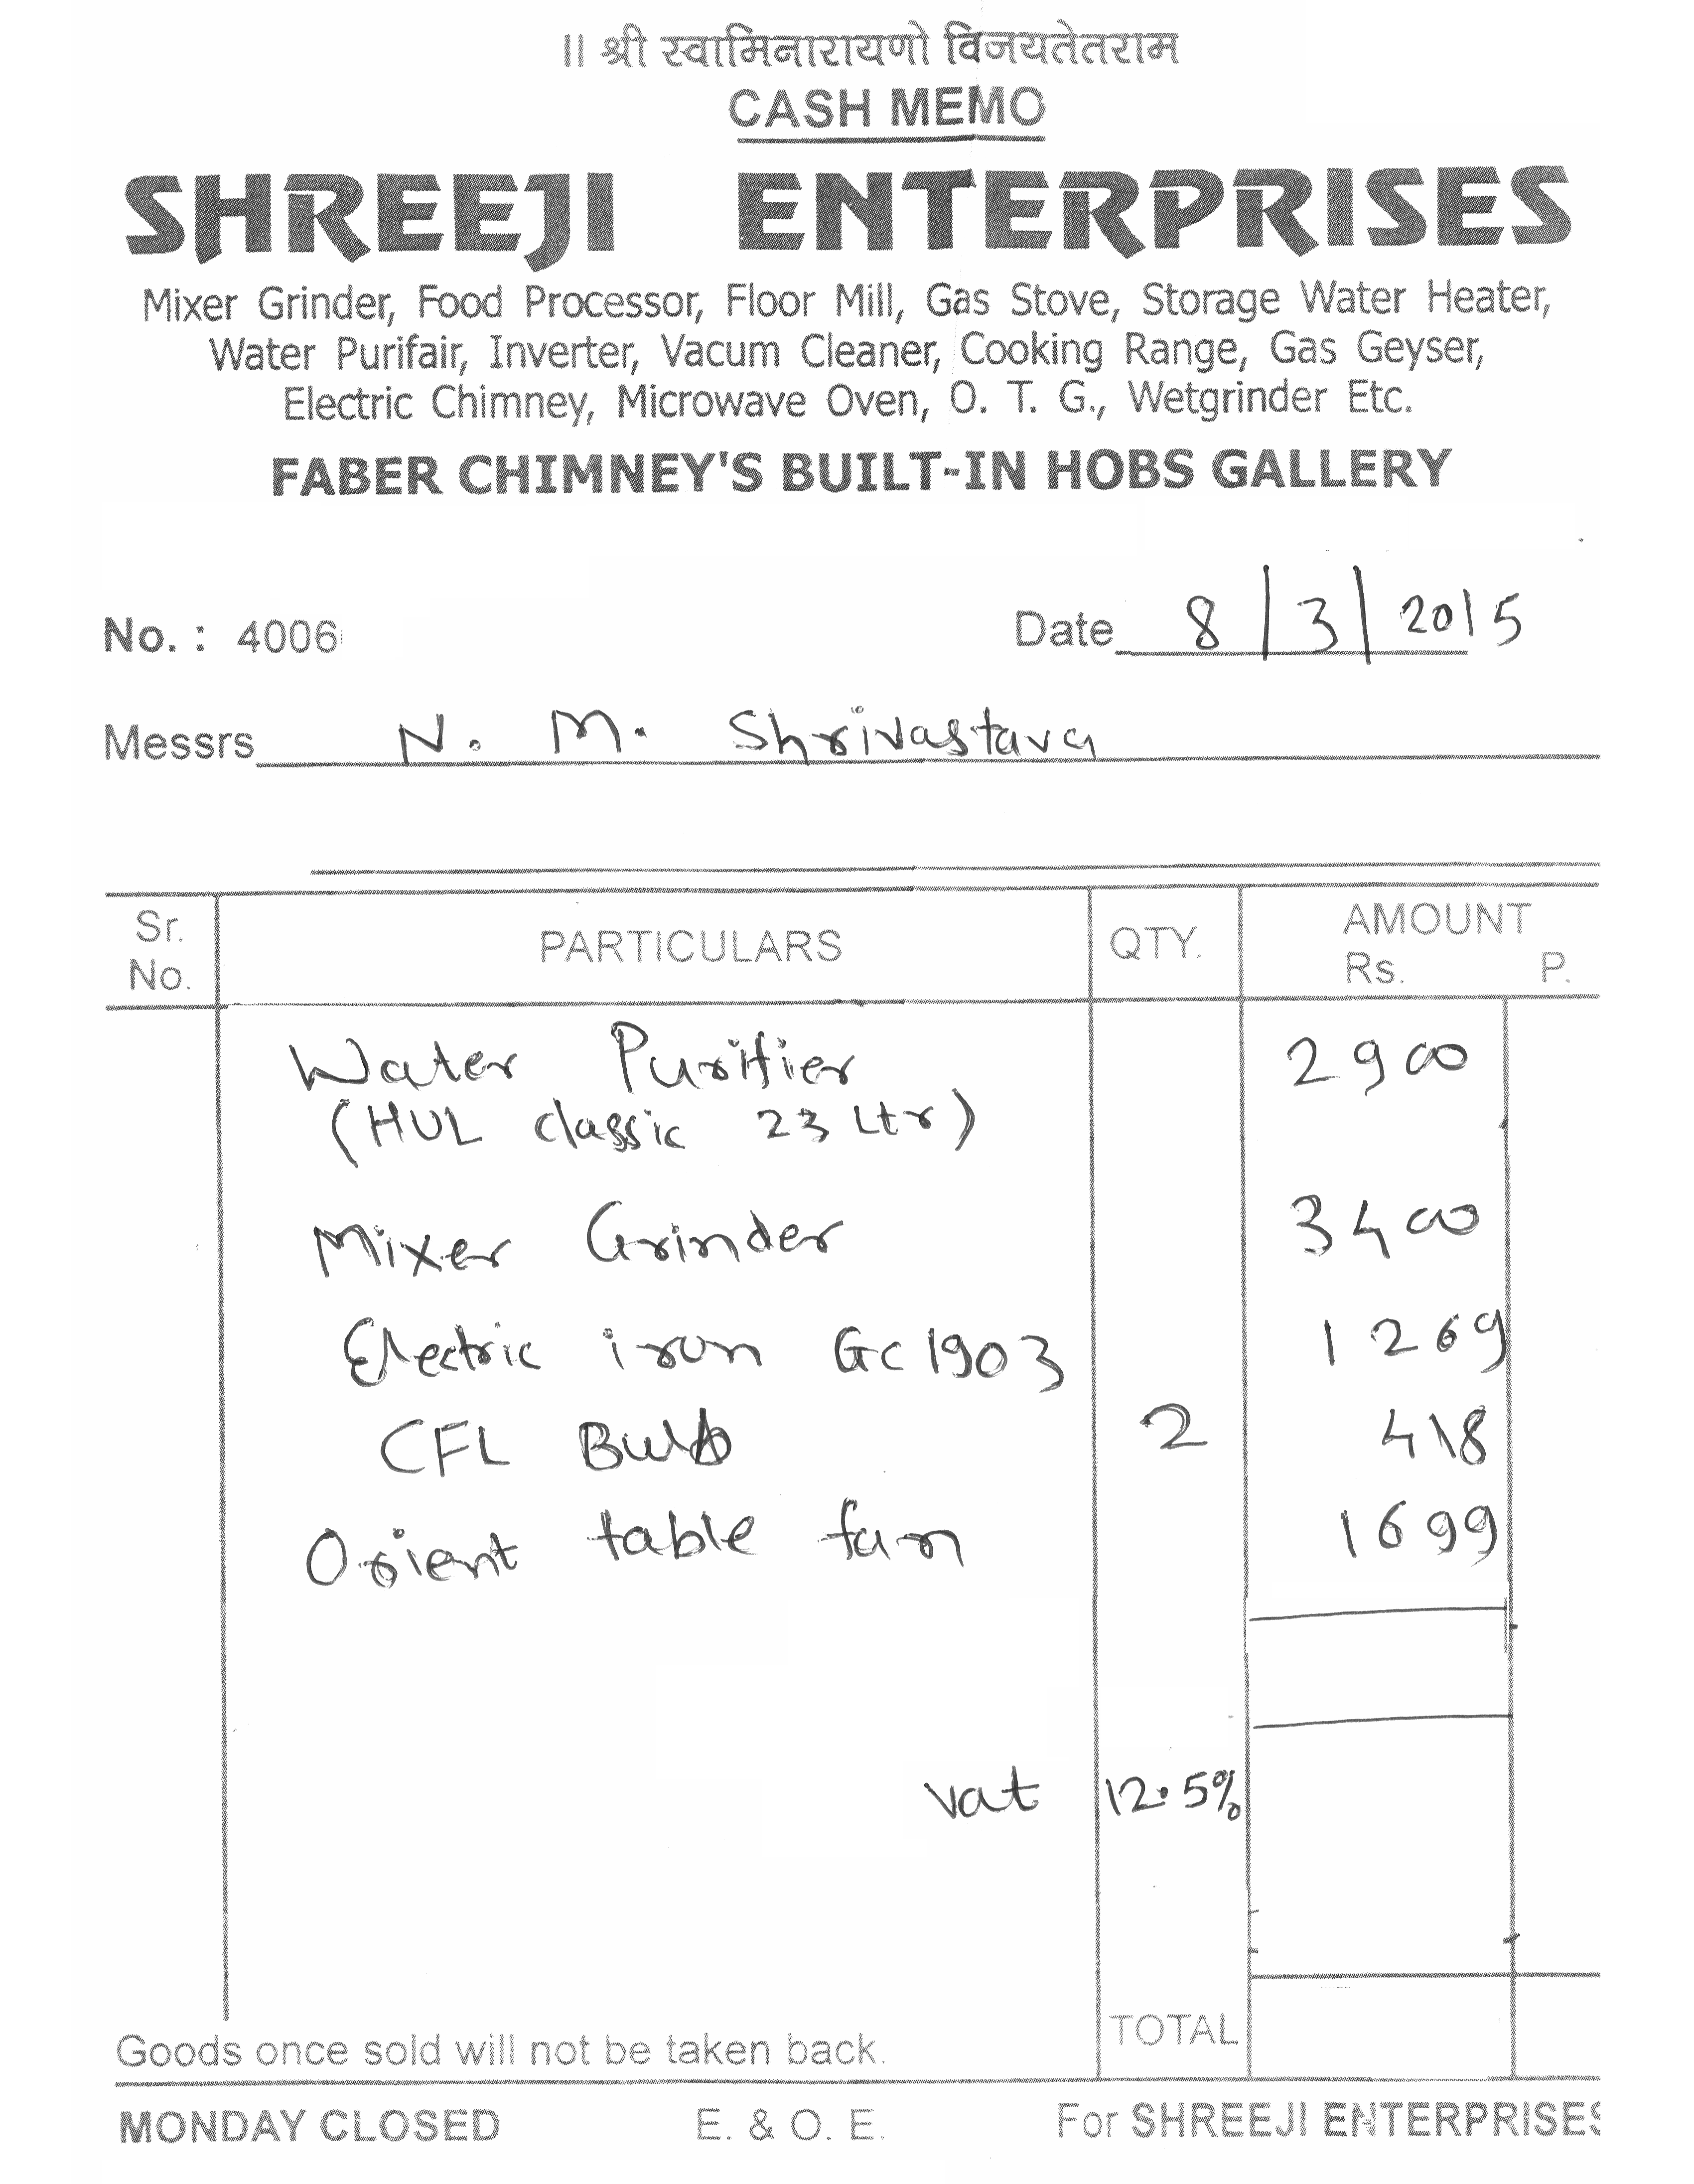 ॥ श्री स्वामिनारायणो विजयतेतराम
CASH MEMO
SHREEJI ENTERPRISES
Mixer Grinder, Food Processor, Floor Mill, Gas Stove, Storage Water Heater,
Water Purifair, Inverter, Vacum Cleaner, Cooking Range, Gas Geyser,
Electric Chimney, Microwave Oven, O. T. G., Wetgrinder Etc.
FABER CHIMNEY'S BUILT-IN HOBS GALLERY
No. : 4006 Date 8/3/2015
Messrs N. M. Shrivastava
Sr. No. PARTICULARS QTY. AMOUNT Rs. P.
Water Purifier 2900
(HUL classic 23 Ltr)
Mixer Grinder 3400
Electric iron GC1903 1269
CFL Bulb 2 418
Orient table fan 1699
vat 12.5%
Goods once sold will not be taken back. TOTAL
MONDAY CLOSED E. & O. E. For SHREEJI ENTERPRISES